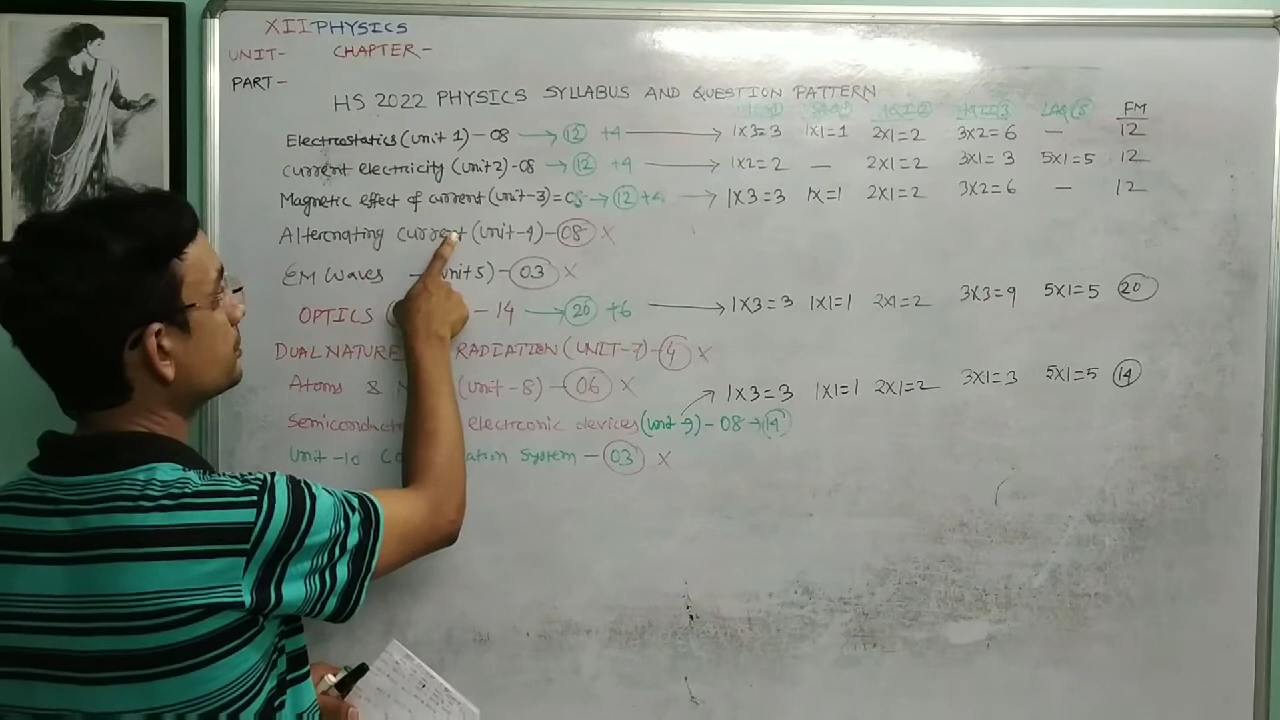 XII PHYSICS
UNIT- CHAPTER-
PART-
HS 2022 PHYSICS SYLLABUS AND QUESTION PATTERN
LAQ(5 FM
Electrostatics (Unit 1) - 08 → 12 +4 → 1X3=3 1X1=1 2X1=2 3X2=6 — 12
Current electricity (Unit2)-08 → 12 +4 → 1X2=2 — 2X1=2 3X1=3 5X1=5 12
Magnetic effect of current (Unit-3)=08 → 12 +4 → 1X3=3 1X=1 2X1=2 3X2=6 — 12
Alternating current (Unit-4) - 08 X
EM Waves - unit 5) - 03 X
OPTICS ( - 14 → 20 +6 → 1X3=3 1X1=1 2X1=2 3X3=9 5X1=5 20
DUAL NATURE RADIATION (UNIT-7) - 4 X
Atoms & (Unit-8) - 06 X
→ 1X3=3 1X1=1 2X1=2 3X1=3 5X1=5 14
Semiconduct electronic devices (Unit-9) - 08 → 14
Unit-10 Co ation System - 03 X